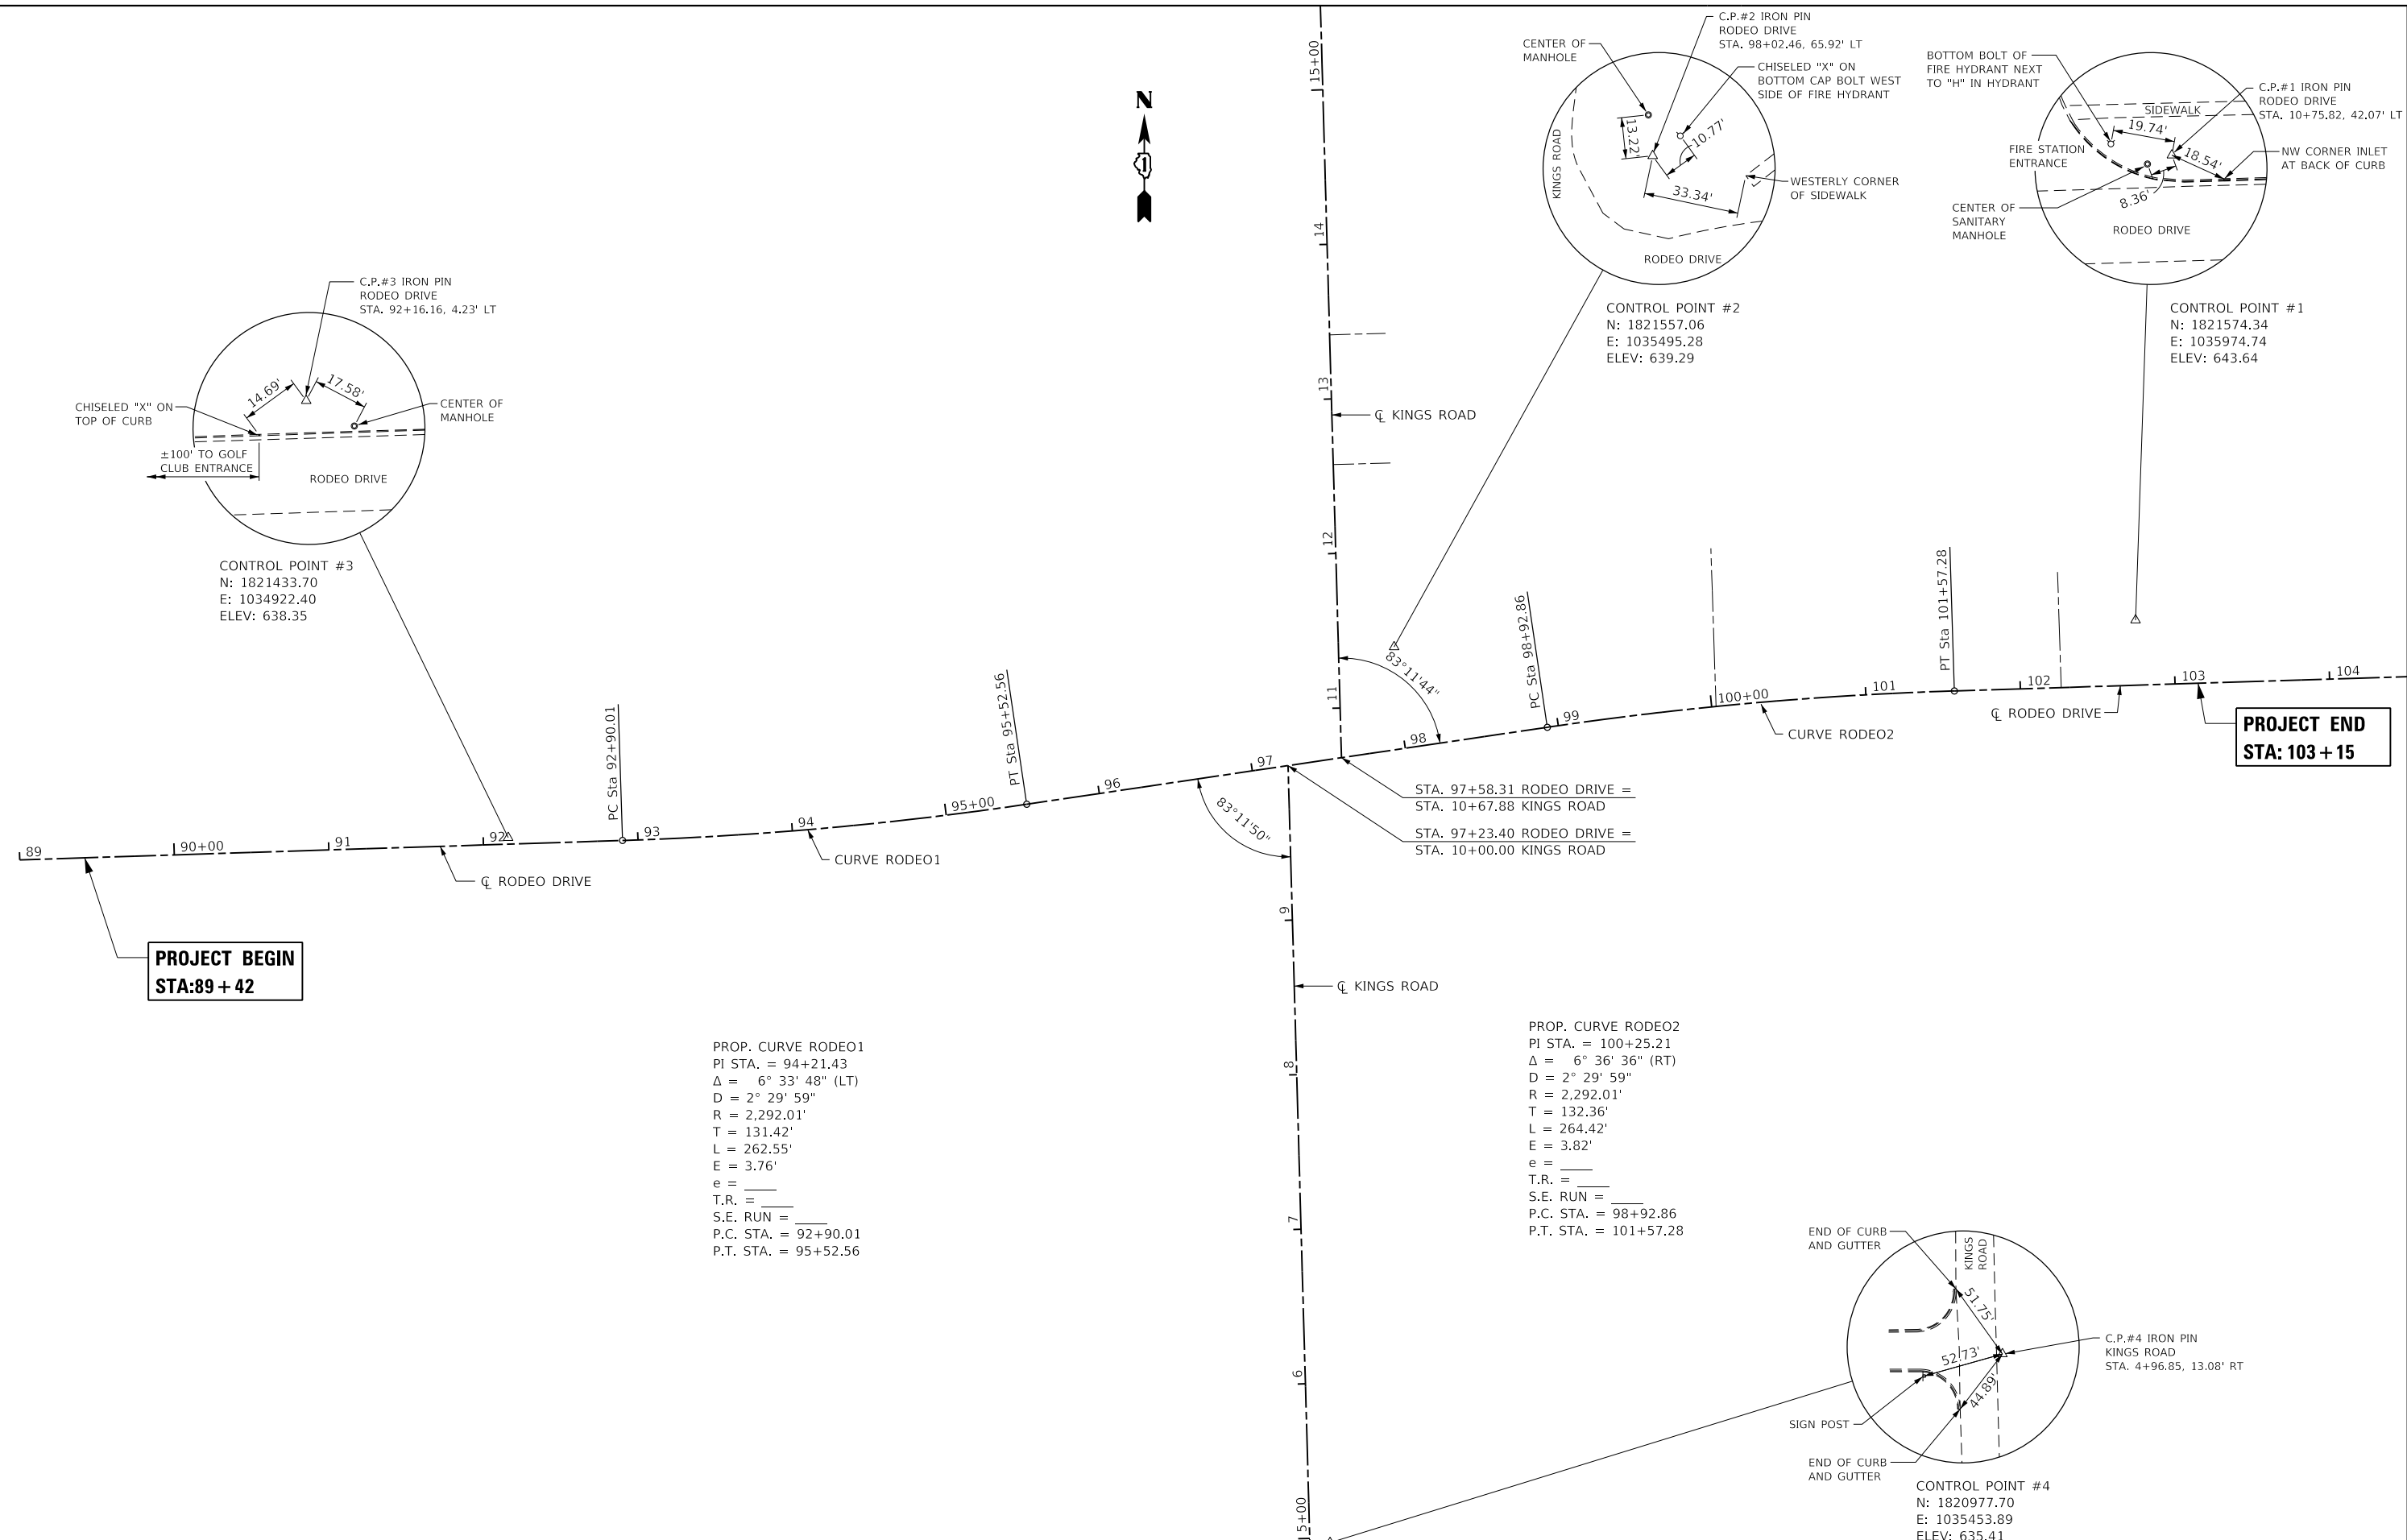 N
1
15+00
14
13
12
11
℄ KINGS ROAD
CENTER OF
MANHOLE
C.P.#2 IRON PIN
RODEO DRIVE
STA. 98+02.46, 65.92' LT
CHISELED "X" ON
BOTTOM CAP BOLT WEST
SIDE OF FIRE HYDRANT
KINGS ROAD
13.22'
10.77'
33.34'
WESTERLY CORNER
OF SIDEWALK
RODEO DRIVE
CONTROL POINT #2
N: 1821557.06
E: 1035495.28
ELEV: 639.29
BOTTOM BOLT OF
FIRE HYDRANT NEXT
TO "H" IN HYDRANT
C.P.#1 IRON PIN
RODEO DRIVE
STA. 10+75.82, 42.07' LT
SIDEWALK
19.74'
18.54'
FIRE STATION
ENTRANCE
NW CORNER INLET
AT BACK OF CURB
8.36'
CENTER OF
SANITARY
MANHOLE
RODEO DRIVE
CONTROL POINT #1
N: 1821574.34
E: 1035974.74
ELEV: 643.64
C.P.#3 IRON PIN
RODEO DRIVE
STA. 92+16.16, 4.23' LT
14.69'
17.58'
CHISELED "X" ON
TOP OF CURB
CENTER OF
MANHOLE
±100' TO GOLF
CLUB ENTRANCE
RODEO DRIVE
CONTROL POINT #3
N: 1821433.70
E: 1034922.40
ELEV: 638.35
89
90+00
91
92
PC Sta 92+90.01
93
94
95+00
PT Sta 95+52.56
96
97
98
PC Sta 98+92.86
99
100+00
101
PT Sta 101+57.28
102
103
104
83°11'44"
83°11'50"
℄ RODEO DRIVE
CURVE RODEO1
CURVE RODEO2
℄ RODEO DRIVE
STA. 97+58.31 RODEO DRIVE =
STA. 10+67.88 KINGS ROAD
STA. 97+23.40 RODEO DRIVE =
STA. 10+00.00 KINGS ROAD
PROJECT END
STA: 103+15
PROJECT BEGIN
STA:89+42
9
℄ KINGS ROAD
8
7
6
5+00
PROP. CURVE RODEO1
PI STA. = 94+21.43
Δ = 6° 33' 48" (LT)
D = 2° 29' 59"
R = 2,292.01'
T = 131.42'
L = 262.55'
E = 3.76'
e = ____
T.R. = ____
S.E. RUN = ____
P.C. STA. = 92+90.01
P.T. STA. = 95+52.56
PROP. CURVE RODEO2
PI STA. = 100+25.21
Δ = 6° 36' 36" (RT)
D = 2° 29' 59"
R = 2,292.01'
T = 132.36'
L = 264.42'
E = 3.82'
e = ____
T.R. = ____
S.E. RUN = ____
P.C. STA. = 98+92.86
P.T. STA. = 101+57.28
END OF CURB
AND GUTTER
KINGS
ROAD
51.75'
52.73'
44.89'
C.P.#4 IRON PIN
KINGS ROAD
STA. 4+96.85, 13.08' RT
SIGN POST
END OF CURB
AND GUTTER
CONTROL POINT #4
N: 1820977.70
E: 1035453.89
ELEV: 635.41